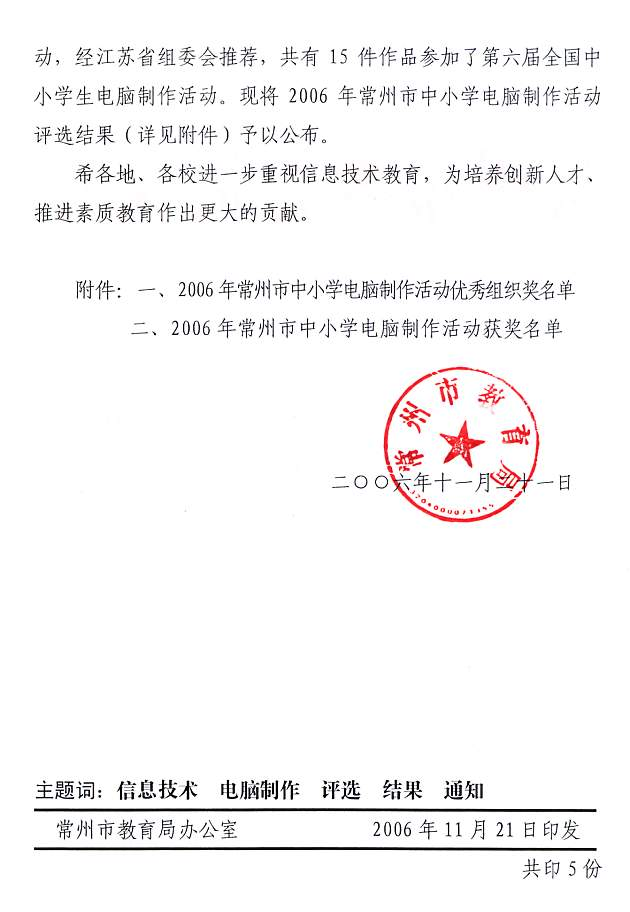 动，经江苏省组委会推荐，共有 15 件作品参加了第六届全国中
小学生电脑制作活动。现将 2006 年常州市中小学电脑制作活动
评选结果（详见附件）予以公布。
希各地、各校进一步重视信息技术教育，为培养创新人才、
推进素质教育作出更大的贡献。
附件：一、2006 年常州市中小学电脑制作活动优秀组织奖名单
二、2006 年常州市中小学电脑制作活动获奖名单
常州市教育局
二〇〇六年十一月二十一日
主题词：信息技术 电脑制作 评选 结果 通知
常州市教育局办公室 2006 年 11 月 21 日印发
共印 5 份